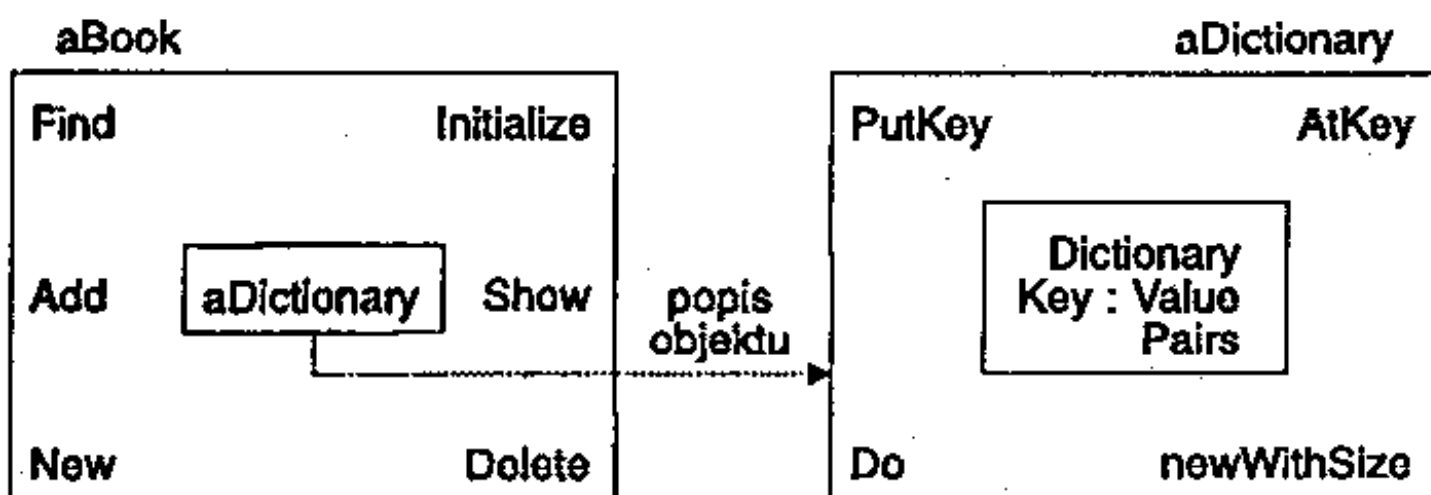 aBook
aDictionary
Find Initialize
PutKey AtKey
Add aDictionary Show
popis
objektu
Dictionary
Key : Value
Pairs
New Delete
Do newWithSize